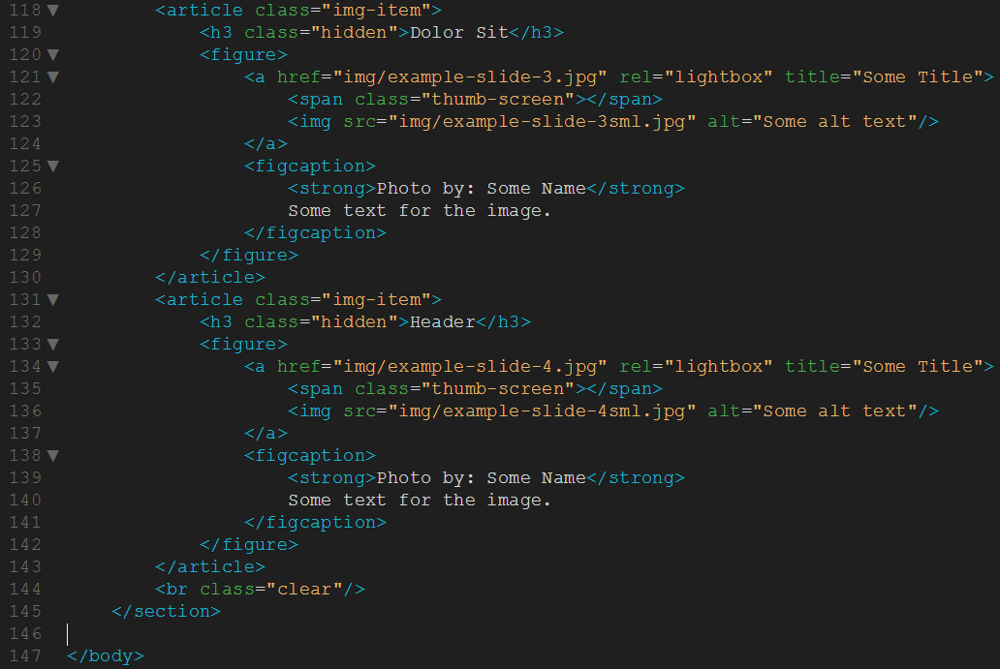 118 ▼ <article class="img-item">
119 <h3 class="hidden">Dolor Sit</h3>
120 ▼ <figure>
121 ▼ <a href="img/example-slide-3.jpg" rel="lightbox" title="Some Title">
122 <span class="thumb-screen"></span>
123 <img src="img/example-slide-3sml.jpg" alt="Some alt text"/>
124 </a>
125 ▼ <figcaption>
126 <strong>Photo by: Some Name</strong>
127 Some text for the image.
128 </figcaption>
129 </figure>
130 </article>
131 ▼ <article class="img-item">
132 <h3 class="hidden">Header</h3>
133 ▼ <figure>
134 ▼ <a href="img/example-slide-4.jpg" rel="lightbox" title="Some Title">
135 <span class="thumb-screen"></span>
136 <img src="img/example-slide-4sml.jpg" alt="Some alt text"/>
137 </a>
138 ▼ <figcaption>
139 <strong>Photo by: Some Name</strong>
140 Some text for the image.
141 </figcaption>
142 </figure>
143 </article>
144 <br class="clear"/>
145 </section>
146
147 </body>